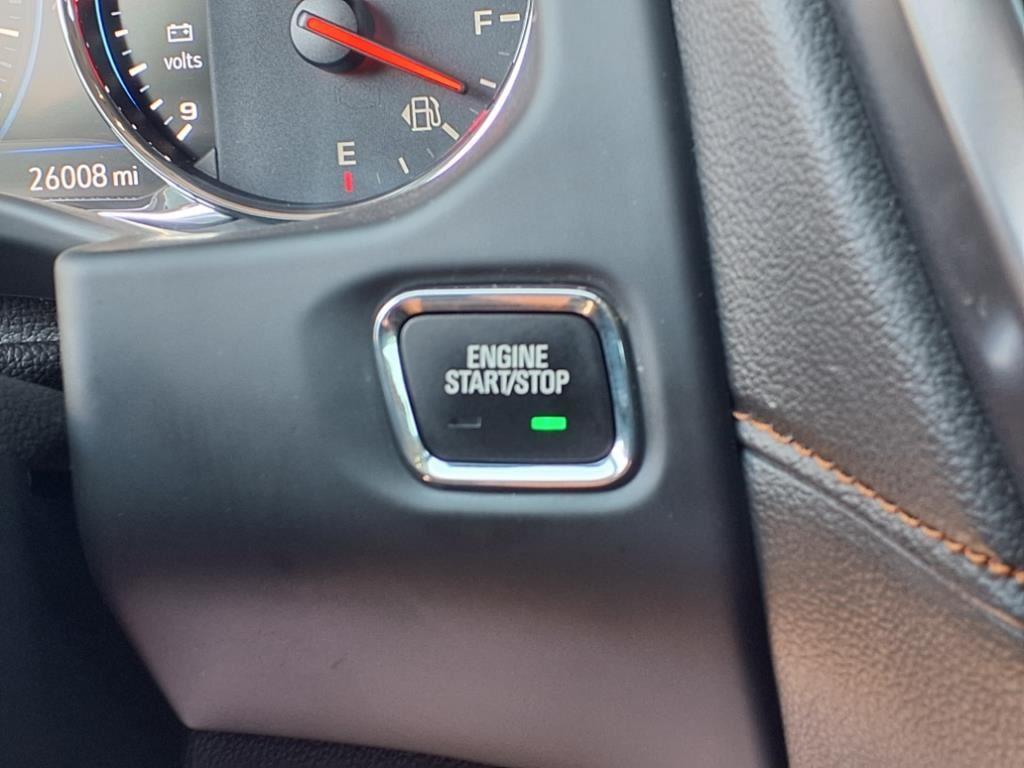 F
volts
9
E
26008 mi
ENGINE
START/STOP